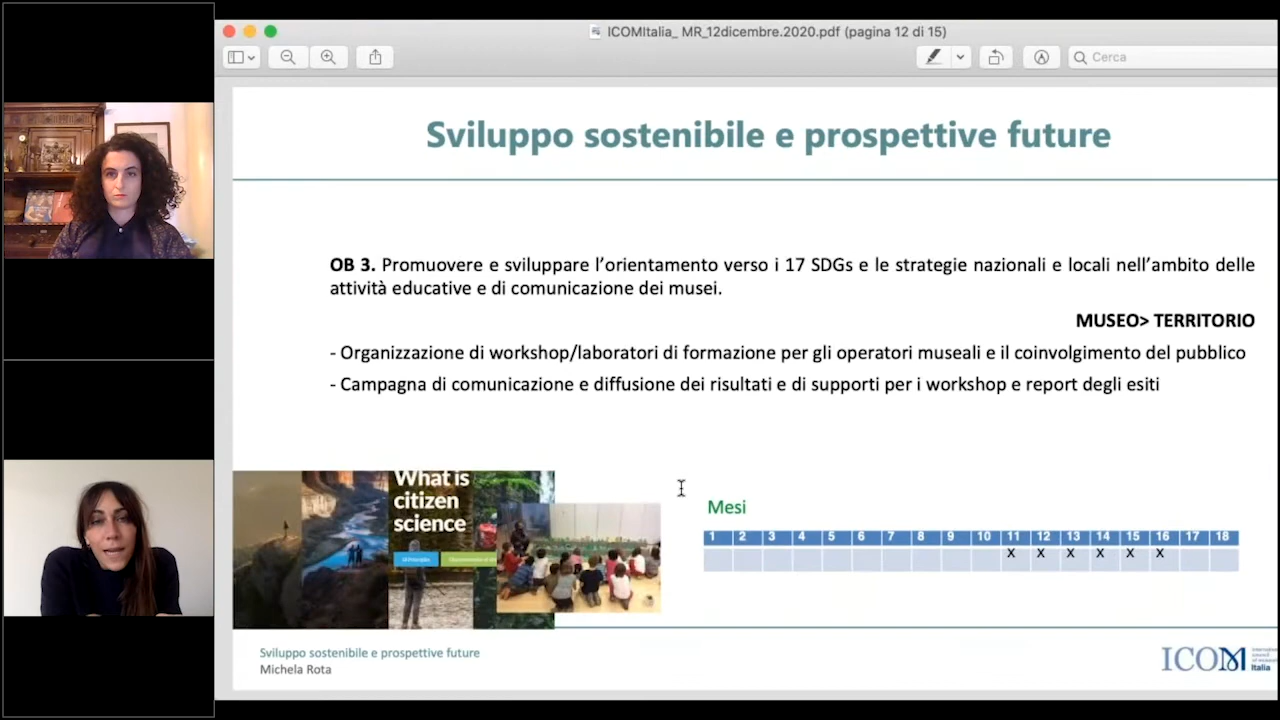 ICOMItalia_ MR_12dicembre.2020.pdf (pagina 12 di 15)
Cerca
Sviluppo sostenibile e prospettive future
OB 3. Promuovere e sviluppare l'orientamento verso i 17 SDGs e le strategie nazionali e locali nell'ambito delle
attività educative e di comunicazione dei musei.
MUSEO> TERRITORIO
- Organizzazione di workshop/laboratori di formazione per gli operatori museali e il coinvolgimento del pubblico
- Campagna di comunicazione e diffusione dei risultati e di supporti per i workshop e report degli esiti
What is
citizen
science
Mesi
1 2 3 4 5 6 7 8 9 10 11 12 13 14 15 16 17 18
X X X X X X
Sviluppo sostenibile e prospettive future
Michela Rota
ICOM
Italia